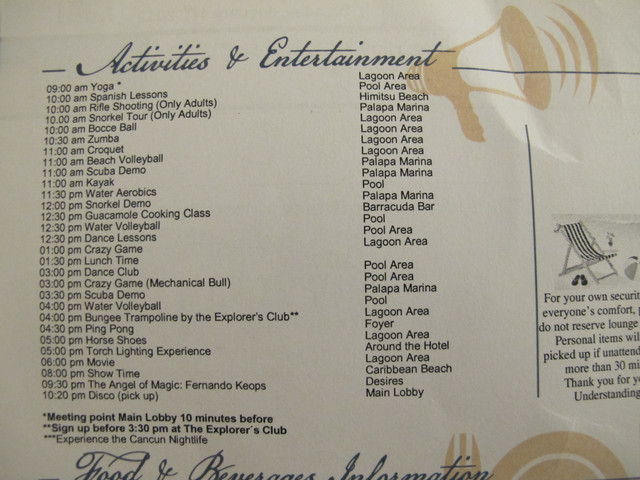 Activities & Entertainment
09:00 am Yoga * Lagoon Area
10:00 am Spanish Lessons Pool Area
10:00 am Rifle Shooting (Only Adults) Himitsu Beach
10.00 am Snorkel Tour (Only Adults) Palapa Marina
10:00 am Bocce Ball Lagoon Area
10:30 am Zumba Lagoon Area
11:00 am Croquet Lagoon Area
11:00 am Beach Volleyball Lagoon Area
11:00 am Scuba Demo Palapa Marina
11:00 am Kayak Palapa Marina
11:30 pm Water Aerobics Pool
12:00 pm Snorkel Demo Palapa Marina
12:30 pm Guacamole Cooking Class Barracuda Bar
12:30 pm Water Volleyball Pool
12:30 pm Dance Lessons Pool Area
01:00 pm Crazy Game Lagoon Area
01:30 pm Lunch Time
03:00 pm Dance Club Pool Area
03:00 pm Crazy Game (Mechanical Bull) Pool Area
03:30 pm Scuba Demo Palapa Marina
04:00 pm Water Volleyball Pool
04:00 pm Bungee Trampoline by the Explorer's Club** Lagoon Area
04:30 pm Ping Pong Foyer
05:00 pm Horse Shoes Lagoon Area
05:00 pm Torch Lighting Experience Around the Hotel
06:00 pm Movie Lagoon Area
08:00 pm Show Time Caribbean Beach
09:30 pm The Angel of Magic: Fernando Keops Desires
10:20 pm Disco (pick up) Main Lobby
*Meeting point Main Lobby 10 minutes before
**Sign up before 3:30 pm at The Explorer´s Club
***Experience the Cancun Nightlife
For your own securit
everyone's comfort, p
do not reserve lounge
Personal items wil
picked up if unattend
more than 30 mi
Thank you for y
Understanding
Food & Beverages Information